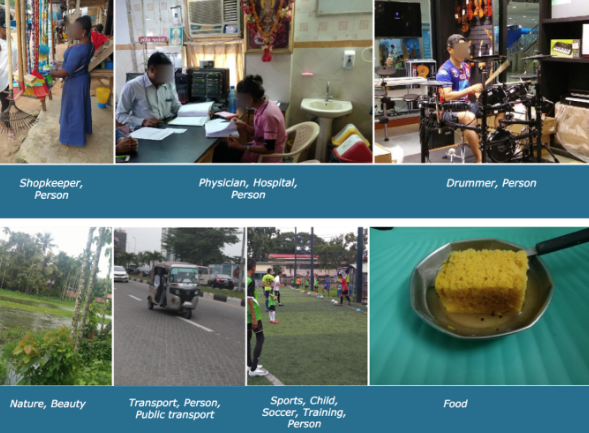 Shopkeeper,
Person
Physician, Hospital,
Person
Drummer, Person
Nature, Beauty
Transport, Person,
Public transport
Sports, Child,
Soccer, Training,
Person
Food